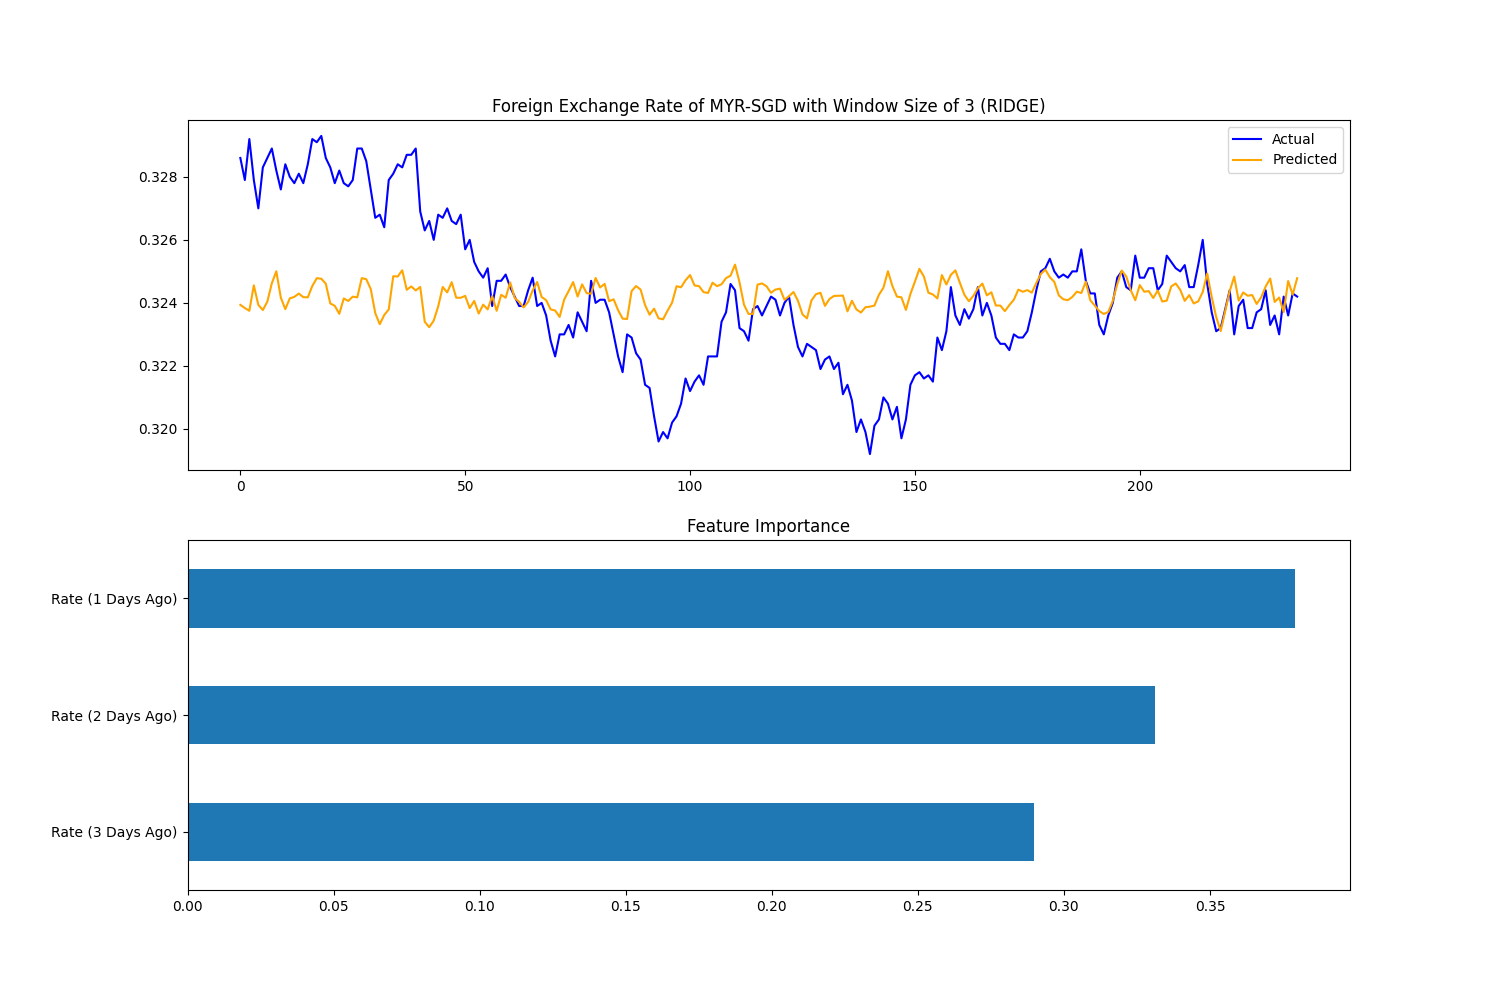 Foreign Exchange Rate of MYR-SGD with Window Size of 3 (RIDGE)
Actual
Predicted
0.328
0.326
0.324
0.322
0.320
0 50 100 150 200
Feature Importance
Rate (1 Days Ago)
Rate (2 Days Ago)
Rate (3 Days Ago)
0.00 0.05 0.10 0.15 0.20 0.25 0.30 0.35